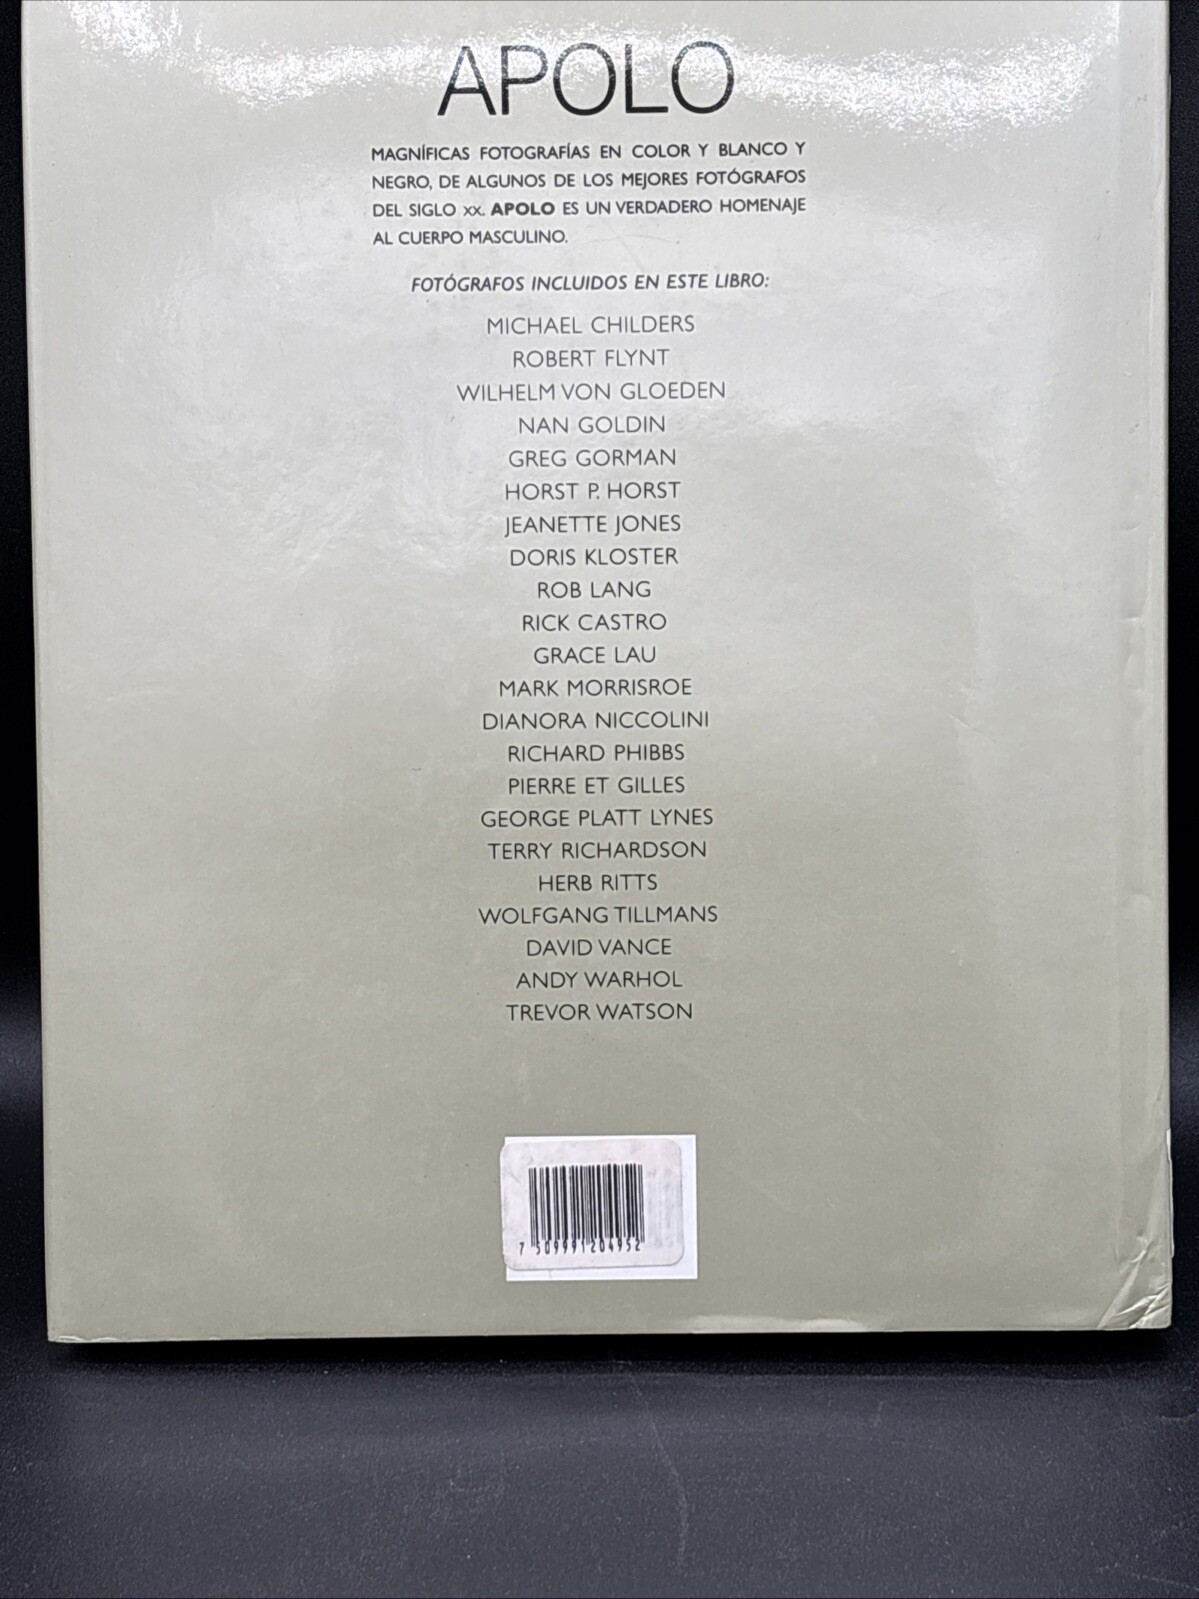 APOLO
MAGNÍFICAS FOTOGRAFÍAS EN COLOR Y BLANCO Y
NEGRO, DE ALGUNOS DE LOS MEJORES FOTÓGRAFOS
DEL SIGLO XX. APOLO ES UN VERDADERO HOMENAJE
AL CUERPO MASCULINO.
FOTÓGRAFOS INCLUIDOS EN ESTE LIBRO:
MICHAEL CHILDERS
ROBERT FLYNT
WILHELM VON GLOEDEN
NAN GOLDIN
GREG GORMAN
HORST P. HORST
JEANETTE JONES
DORIS KLOSTER
ROB LANG
RICK CASTRO
GRACE LAU
MARK MORRISROE
DIANORA NICCOLINI
RICHARD PHIBBS
PIERRE ET GILLES
GEORGE PLATT LYNES
TERRY RICHARDSON
HERB RITTS
WOLFGANG TILLMANS
DAVID VANCE
ANDY WARHOL
TREVOR WATSON
7 509991 204952